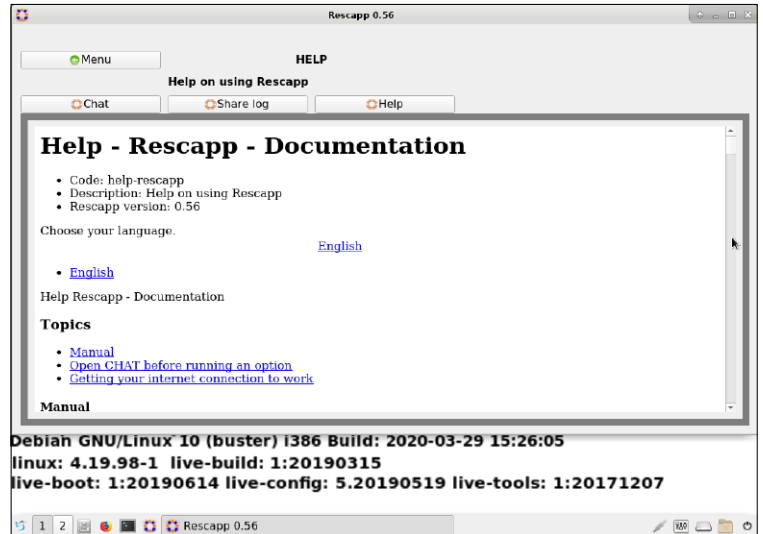 Rescapp 0.56
Menu
HELP
Help on using Rescapp
Chat
Share log
Help
Help - Rescapp - Documentation
Code: help-rescapp
Description: Help on using Rescapp
Rescapp version: 0.56
Choose your language.
English
English
Help Rescapp - Documentation
Topics
Manual
Open CHAT before running an option
Getting your internet connection to work
Manual
Debian GNU/Linux 10 (buster) i386 Build: 2020-03-29 15:26:05
linux: 4.19.98-1 live-build: 1:20190315
live-boot: 1:20190614 live-config: 5.20190519 live-tools: 1:20171207
1 2 Rescapp 0.56